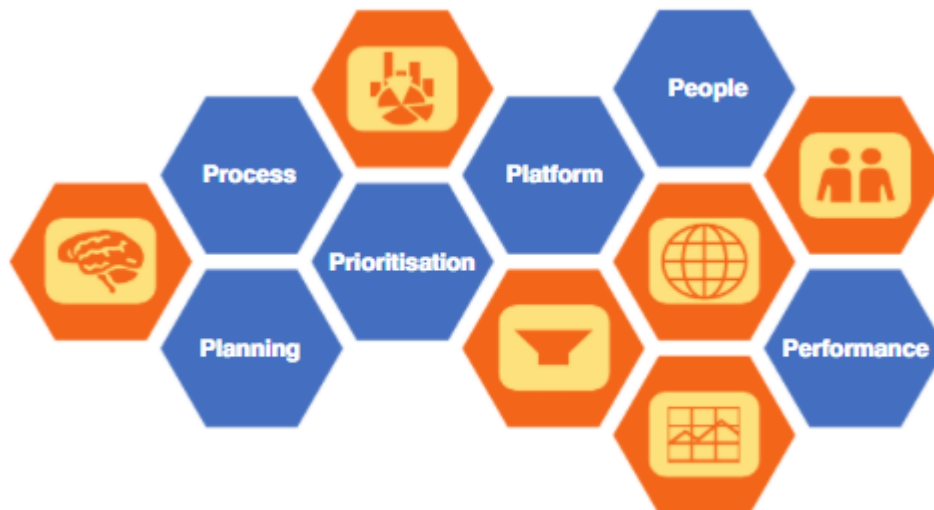 People
Process
Platform
Prioritisation
Planning
Performance